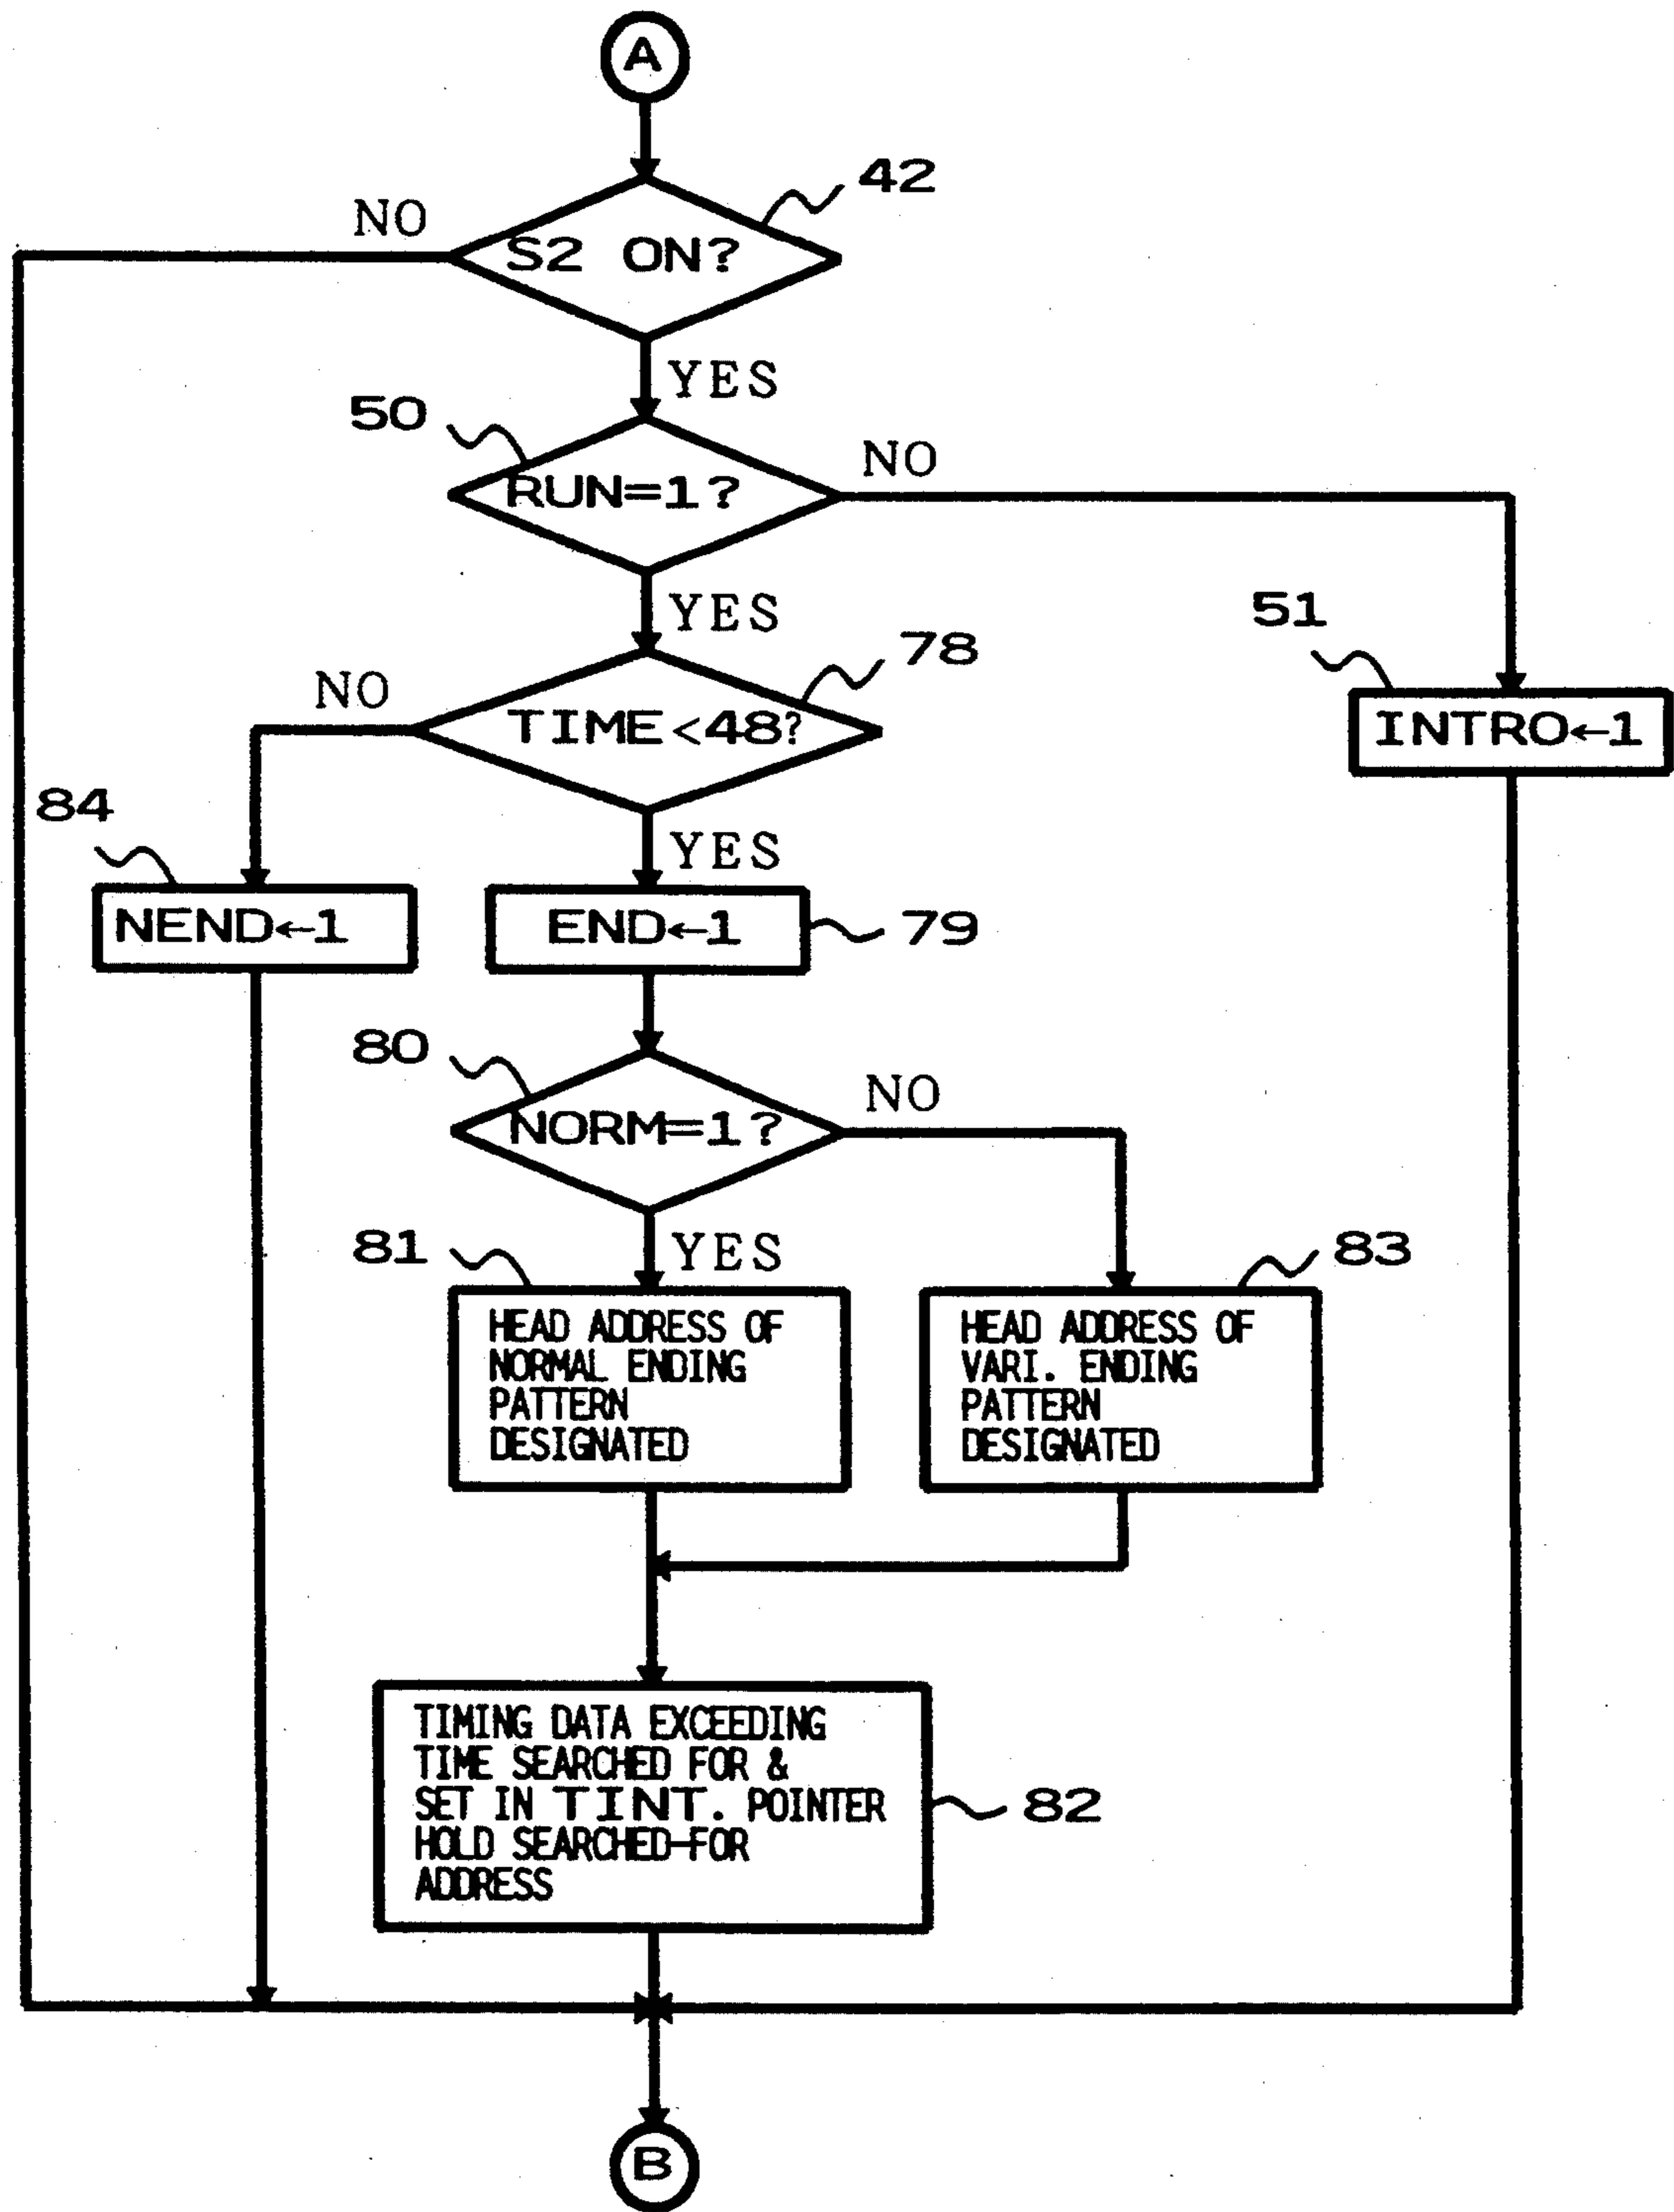 A
42
NO
S2 ON?
YES
50
NO
RUN=1?
YES
51
78
NO
INTRO←1
TIME<48?
84
YES
NEND←1
END←1
79
80
NO
NORM=1?
81
YES
83
HEAD ADDRESS OF
NORMAL ENDING
PATTERN
DESIGNATED
HEAD ADDRESS OF
VARI. ENDING
PATTERN
DESIGNATED
TIMING DATA EXCEEDING
TIME SEARCHED FOR &
SET IN TINT. POINTER
HOLD SEARCHED-FOR
ADDRESS
82
B